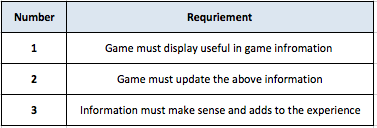 Number Requriement
1 Game must display useful in game infromation
2 Game must update the above information
3 Information must make sense and adds to the experience